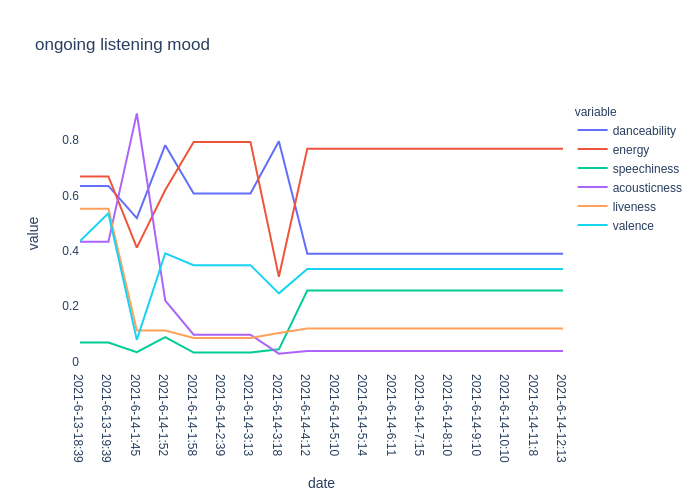 ongoing listening mood
variable
danceability
energy
speechiness
acousticness
liveness
valence
value
0.8
0.6
0.4
0.2
0
2021-6-13-18:39
2021-6-13-19:39
2021-6-14-1:45
2021-6-14-1:52
2021-6-14-1:58
2021-6-14-2:39
2021-6-14-3:13
2021-6-14-3:18
2021-6-14-4:12
2021-6-14-5:10
2021-6-14-5:14
2021-6-14-6:11
2021-6-14-7:15
2021-6-14-8:10
2021-6-14-9:10
2021-6-14-10:10
2021-6-14-11:8
2021-6-14-12:13
date